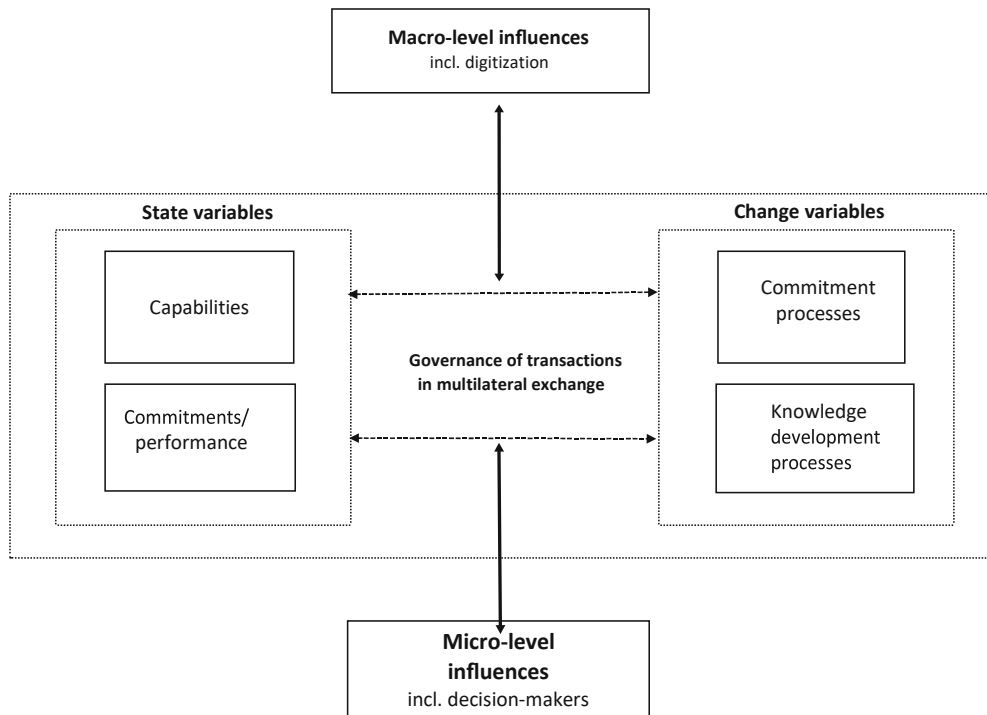 Macro-level influences
incl. digitization
State variables
Change variables
Capabilities
Commitment
processes
Governance of transactions
in multilateral exchange
Commitments/
performance
Knowledge
development
processes
Micro-level
influences
incl. decision-makers